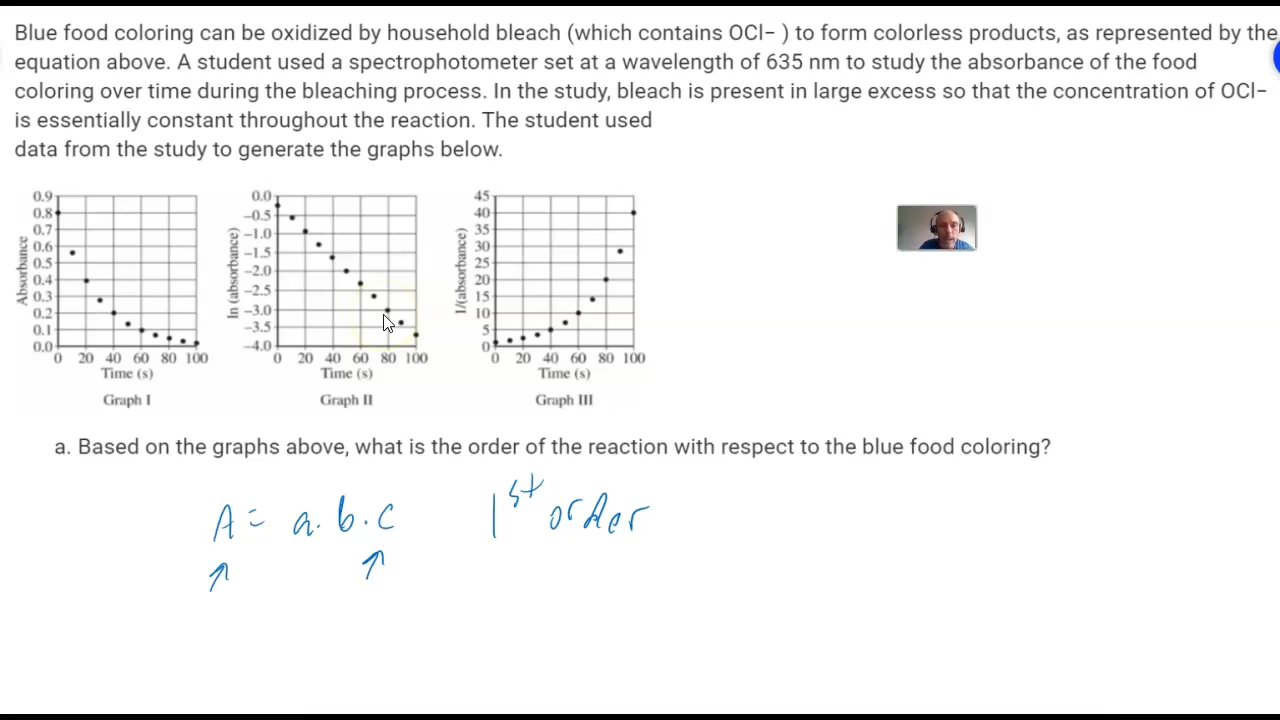 Blue food coloring can be oxidized by household bleach (which contains OCl− ) to form colorless products, as represented by the
equation above. A student used a spectrophotometer set at a wavelength of 635 nm to study the absorbance of the food
coloring over time during the bleaching process. In the study, bleach is present in large excess so that the concentration of OCl−
is essentially constant throughout the reaction. The student used
data from the study to generate the graphs below.
Absorbance
0.9
0.8
0.7
0.6
0.5
0.4
0.3
0.2
0.1
0.0
0 20 40 60 80 100
Time (s)
Graph I
ln (absorbance)
0.0
−0.5
−1.0
−1.5
−2.0
−2.5
−3.0
−3.5
−4.0
0 20 40 60 80 100
Time (s)
Graph II
1/(absorbance)
45
40
35
30
25
20
15
10
5
0
0 20 40 60 80 100
Time (s)
Graph III
a. Based on the graphs above, what is the order of the reaction with respect to the blue food coloring?
A = a. b. c 1st order